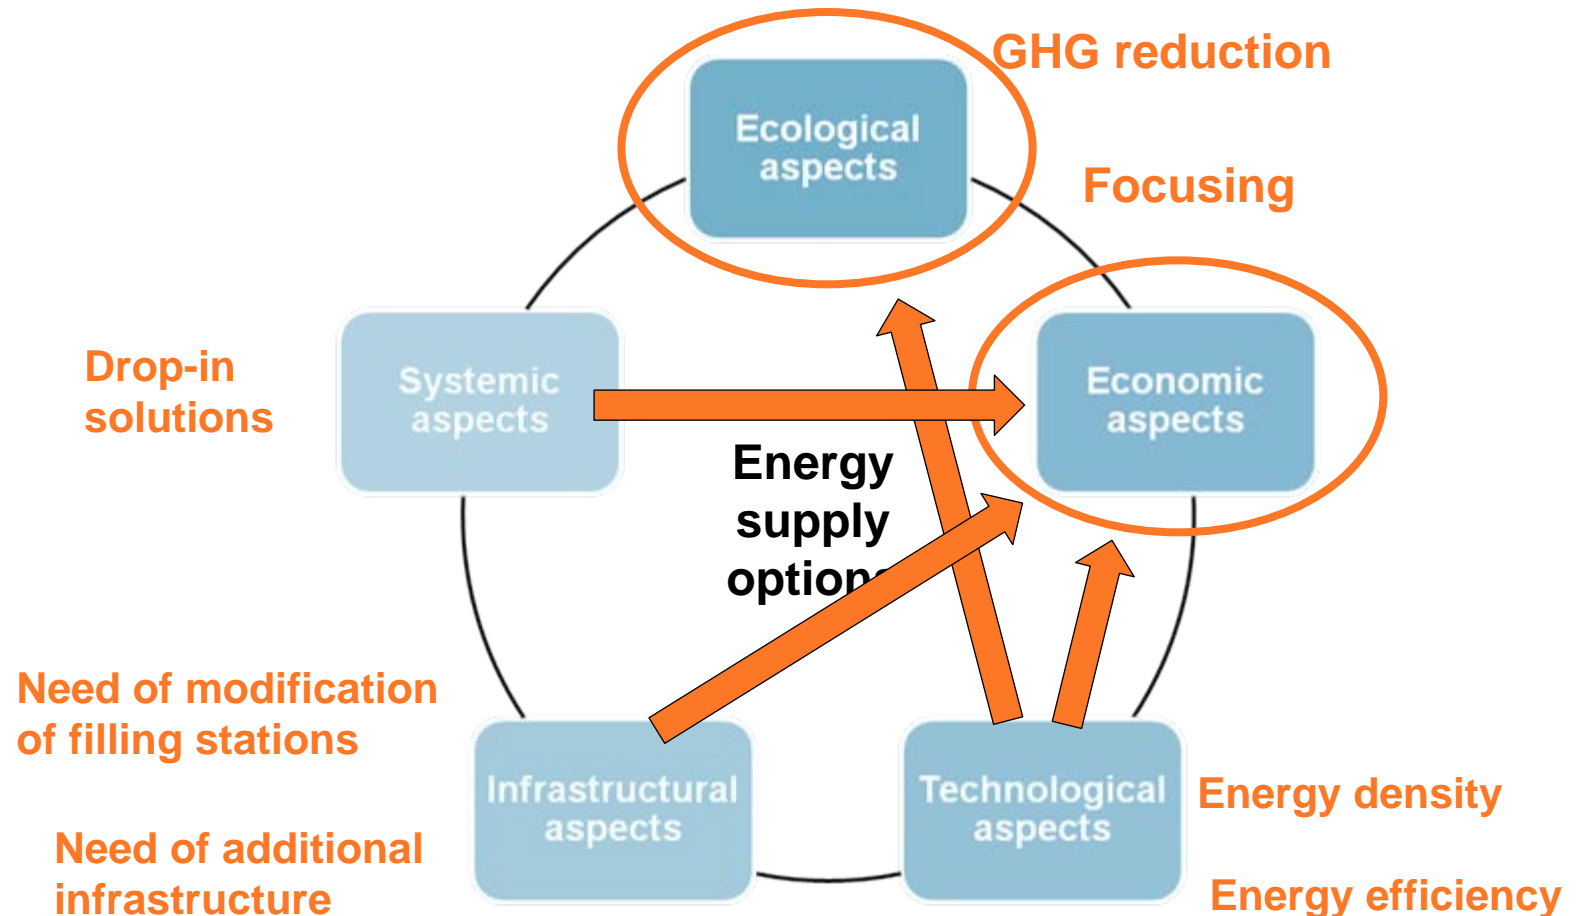 GHG reduction
Ecological
aspects
Focusing
Drop-in
solutions
Systemic
aspects
Economic
aspects
Energy
supply
options
Need of modification
of filling stations
Infrastructural
aspects
Technological
aspects
Energy density
Need of additional
infrastructure
Energy efficiency